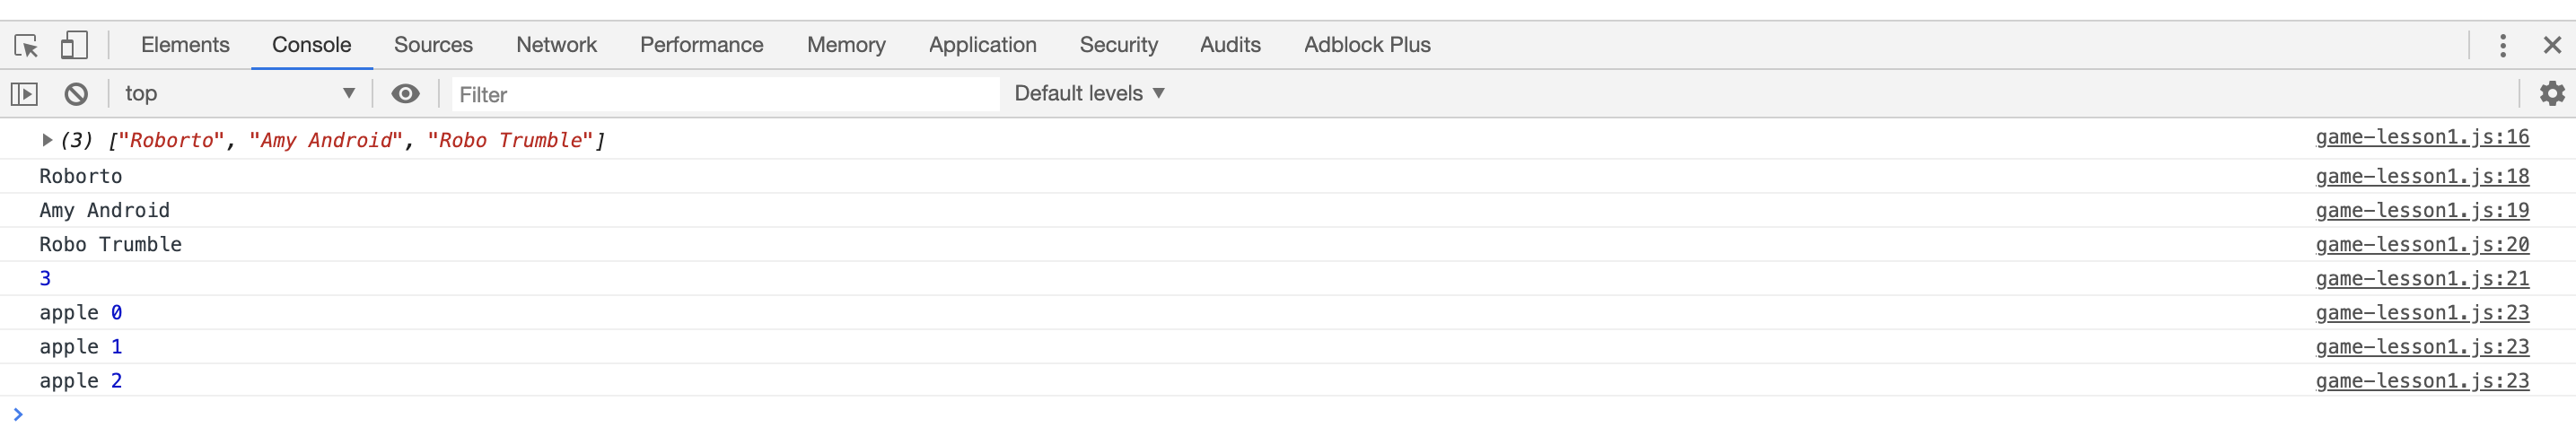 Elements Console Sources Network Performance Memory Application Security Audits Adblock Plus
top Filter Default levels
(3) ["Roborto", "Amy Android", "Robo Trumble"] game-lesson1.js:16
Roborto game-lesson1.js:18
Amy Android game-lesson1.js:19
Robo Trumble game-lesson1.js:20
3 game-lesson1.js:21
apple 0 game-lesson1.js:23
apple 1 game-lesson1.js:23
apple 2 game-lesson1.js:23